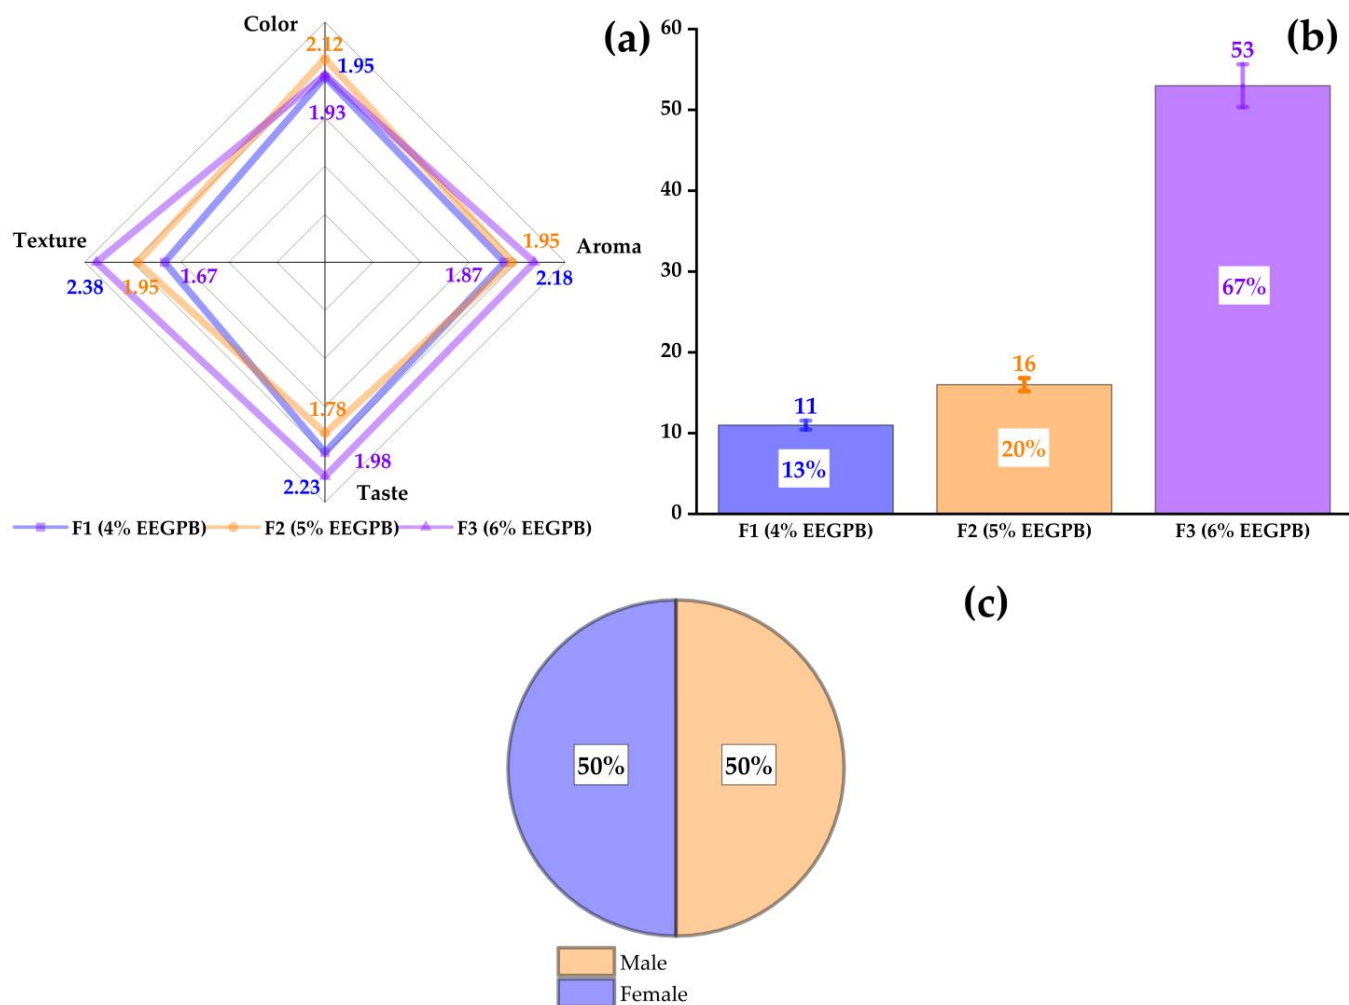 (a)
Color
2.12
1.95
1.93
Texture
Aroma
1.95
1.67
1.87
2.38
1.95
2.18
1.78
1.98
2.23
Taste
F1 (4% EEGPB) F2 (5% EEGPB) F3 (6% EEGPB)
(b)
60
50
40
30
20
10
0
11
16
53
13%
20%
67%
F1 (4% EEGPB) F2 (5% EEGPB) F3 (6% EEGPB)
(c)
50% 50%
Male
Female